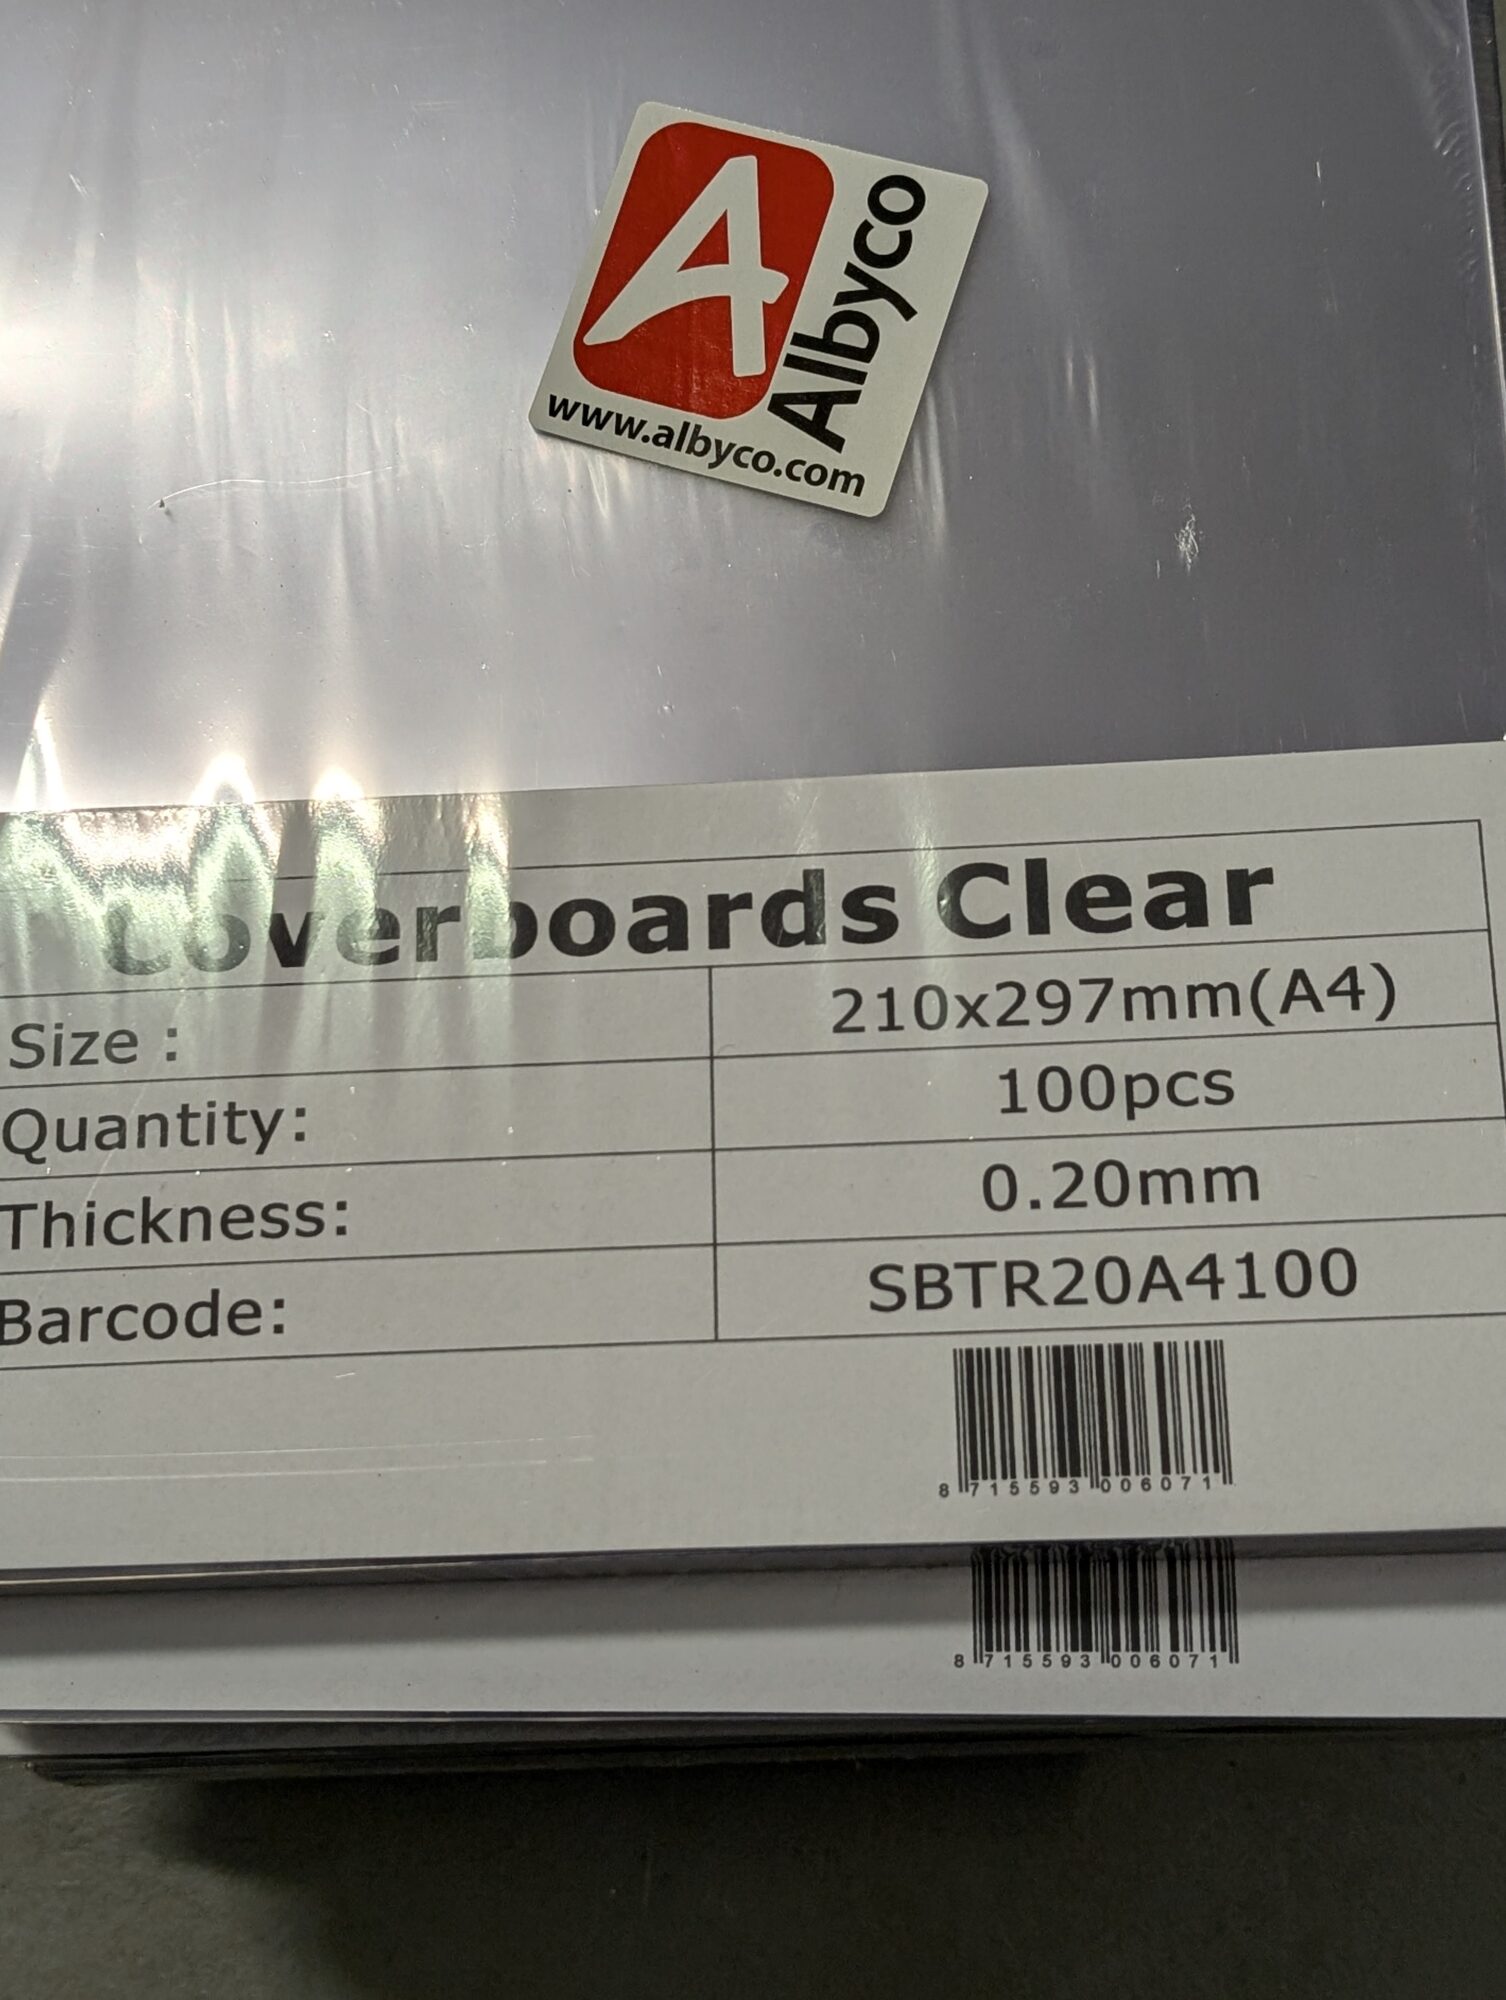 A
Albyco
www.albyco.com
Coverboards Clear
Size : 210x297mm(A4)
Quantity: 100pcs
Thickness: 0.20mm
Barcode: SBTR20A4100
8 715593 006071
8 715593 006071